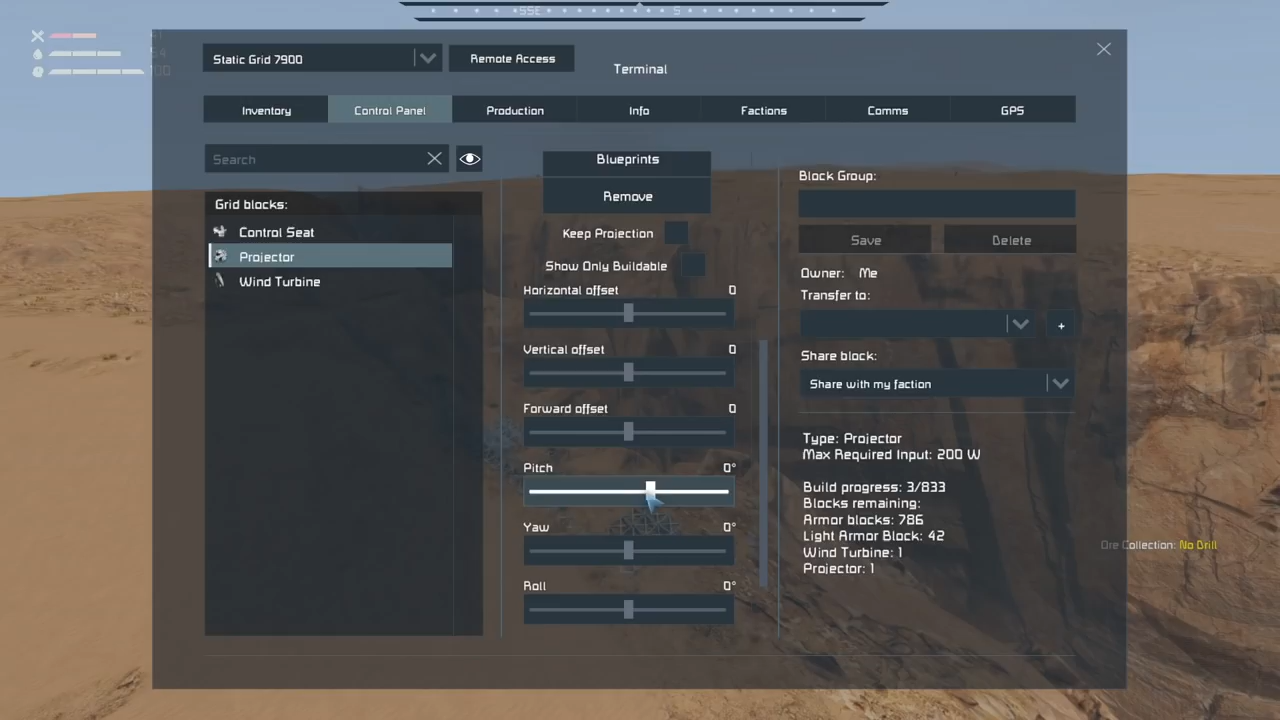 SSE S
54
100
Static Grid 7900
Remote Access
Terminal
Inventory
Control Panel
Production
Info
Factions
Comms
GPS
Search
Grid blocks:
Control Seat
Projector
Wind Turbine
Blueprints
Remove
Keep Projection
Show Only Buildable
Horizontal offset 0
Vertical offset 0
Forward offset 0
Pitch 0°
Yaw 0°
Roll 0°
Block Group:
Save
Delete
Owner: Me
Transfer to:
+
Share block:
Share with my faction
Type: Projector
Max Required Input: 200 W
Build progress: 3/833
Blocks remaining:
Armor blocks: 786
Light Armor Block: 42
Wind Turbine: 1
Projector: 1
Ore Collection: No Drill